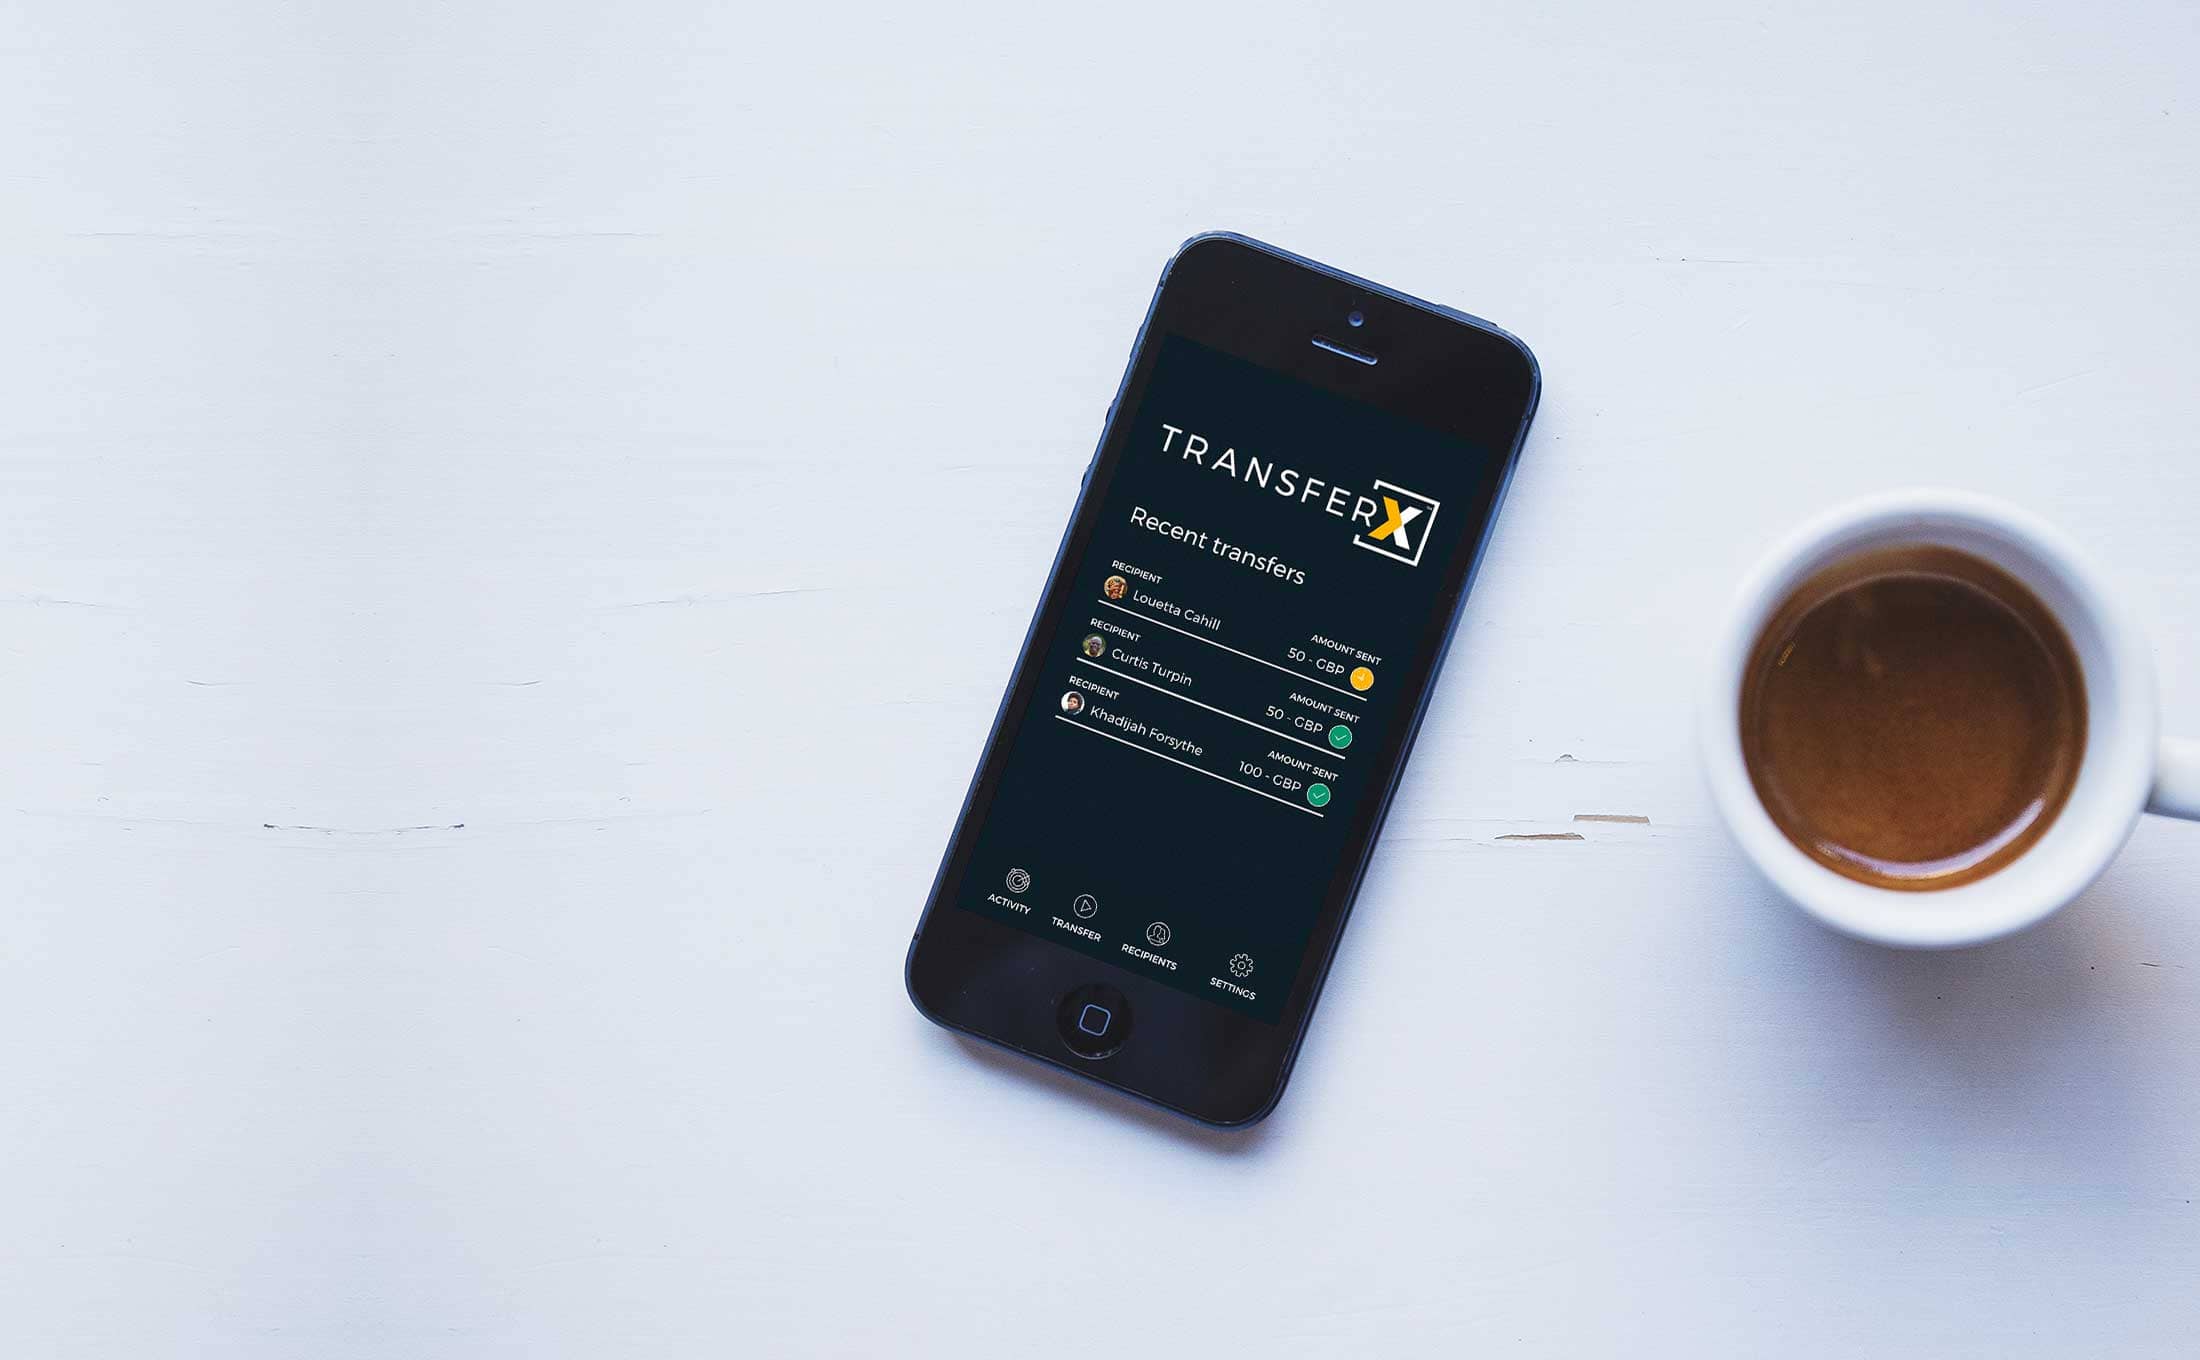 TRANSFERX
Recent transfers
RECIPIENT
Louetta Cahill
AMOUNT SENT
50 - GBP
RECIPIENT
Curtis Turpin
AMOUNT SENT
50 - GBP
RECIPIENT
Khadijah Forsythe
AMOUNT SENT
100 - GBP
ACTIVITY
TRANSFER
RECIPIENTS
SETTINGS